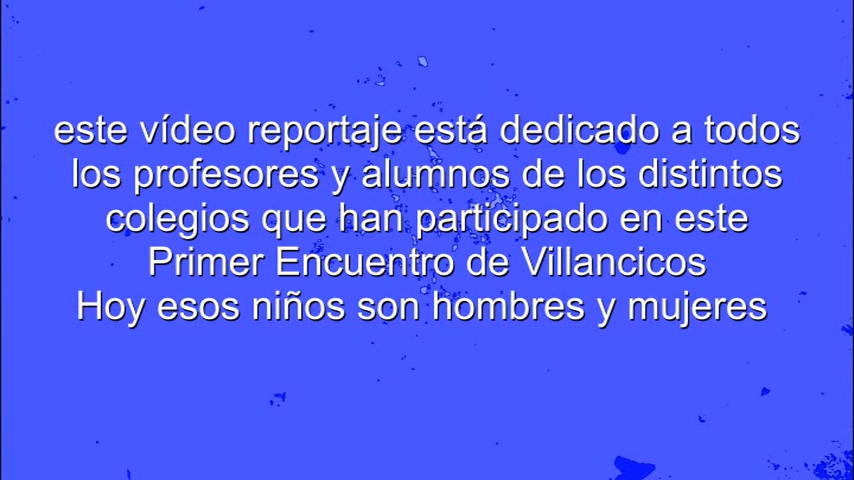 este vídeo reportaje está dedicado a todos
los profesores y alumnos de los distintos
colegios que han participado en este
Primer Encuentro de Villancicos
Hoy esos niños son hombres y mujeres